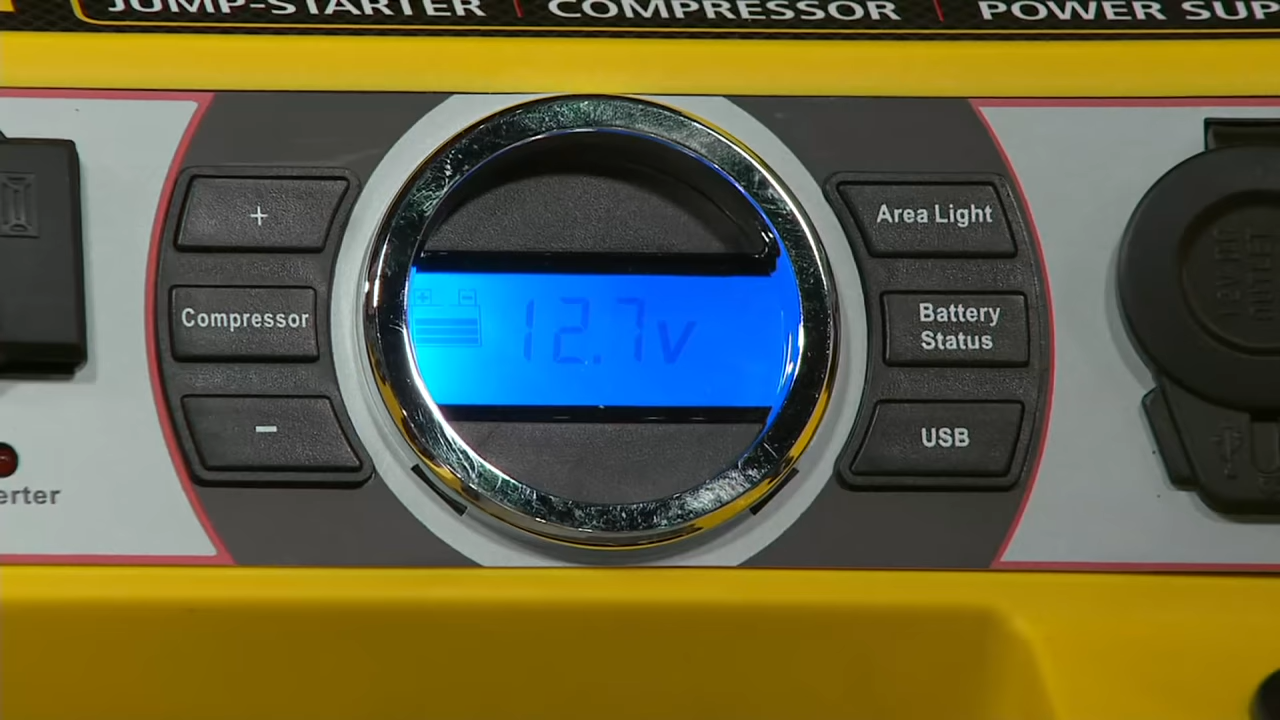 JUMP-STARTER COMPRESSOR POWER SUP
+
Area Light
Compressor
12.7v
Battery
Status
-
USB
erter